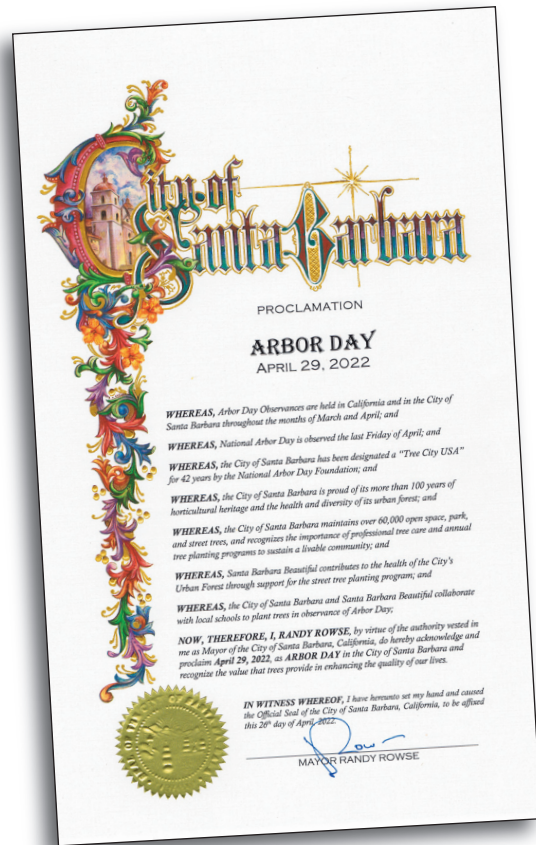 City of
Santa Barbara
PROCLAMATION
ARBOR DAY
APRIL 29, 2022
WHEREAS, Arbor Day Observances are held in California and in the City of
Santa Barbara throughout the months of March and April; and
WHEREAS, National Arbor Day is observed the last Friday of April; and
WHEREAS, the City of Santa Barbara has been designated a “Tree City USA”
for 42 years by the National Arbor Day Foundation; and
WHEREAS, the City of Santa Barbara is proud of its more than 100 years of
horticultural heritage and the health and diversity of its urban forest; and
WHEREAS, the City of Santa Barbara maintains over 60,000 open space, park,
and street trees, and recognizes the importance of professional tree care and annual
tree planting programs to sustain a livable community; and
WHEREAS, Santa Barbara Beautiful contributes to the health of the City’s
Urban Forest through support for the street tree planting program; and
WHEREAS, the City of Santa Barbara and Santa Barbara Beautiful collaborate
with local schools to plant trees in observance of Arbor Day;
NOW, THEREFORE, I, RANDY ROWSE, by virtue of the authority vested in
me as Mayor of the City of Santa Barbara, California, do hereby acknowledge and
proclaim April 29, 2022, as ARBOR DAY in the City of Santa Barbara and
recognize the value that trees provide in enhancing the quality of our lives.
IN WITNESS WHEREOF, I have hereunto set my hand and caused
the Official Seal of the City of Santa Barbara, California, to be affixed
this 26th day of April, 2022.
MAYOR RANDY ROWSE